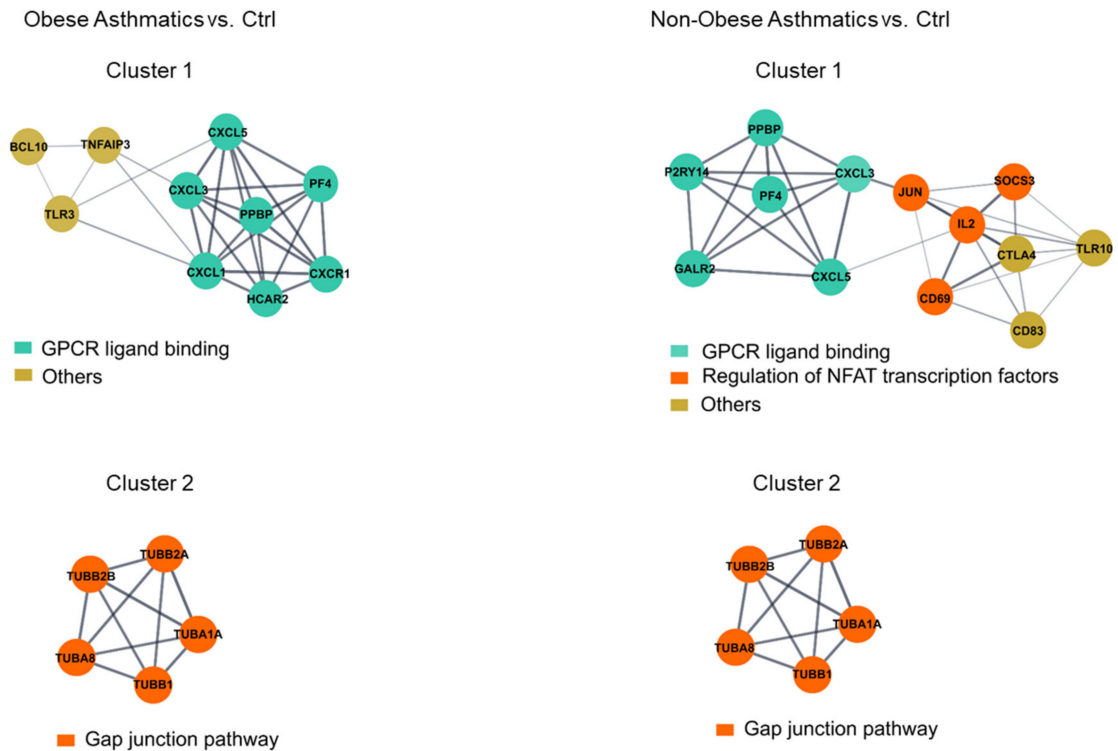 Obese Asthmatics vs. Ctrl
Cluster 1
BCL10
TNFAIP3
TLR3
CXCL5
CXCL3
PF4
PPBP
CXCL1
CXCR1
HCAR2
GPCR ligand binding
Others
Non-Obese Asthmatics vs. Ctrl
Cluster 1
PPBP
P2RY14
CXCL3
PF4
GALR2
CXCL5
JUN
SOCS3
IL2
CTLA4
TLR10
CD69
CD83
GPCR ligand binding
Regulation of NFAT transcription factors
Others
Cluster 2
TUBB2A
TUBB2B
TUBA1A
TUBA8
TUBB1
Gap junction pathway
Cluster 2
TUBB2A
TUBB2B
TUBA1A
TUBA8
TUBB1
Gap junction pathway